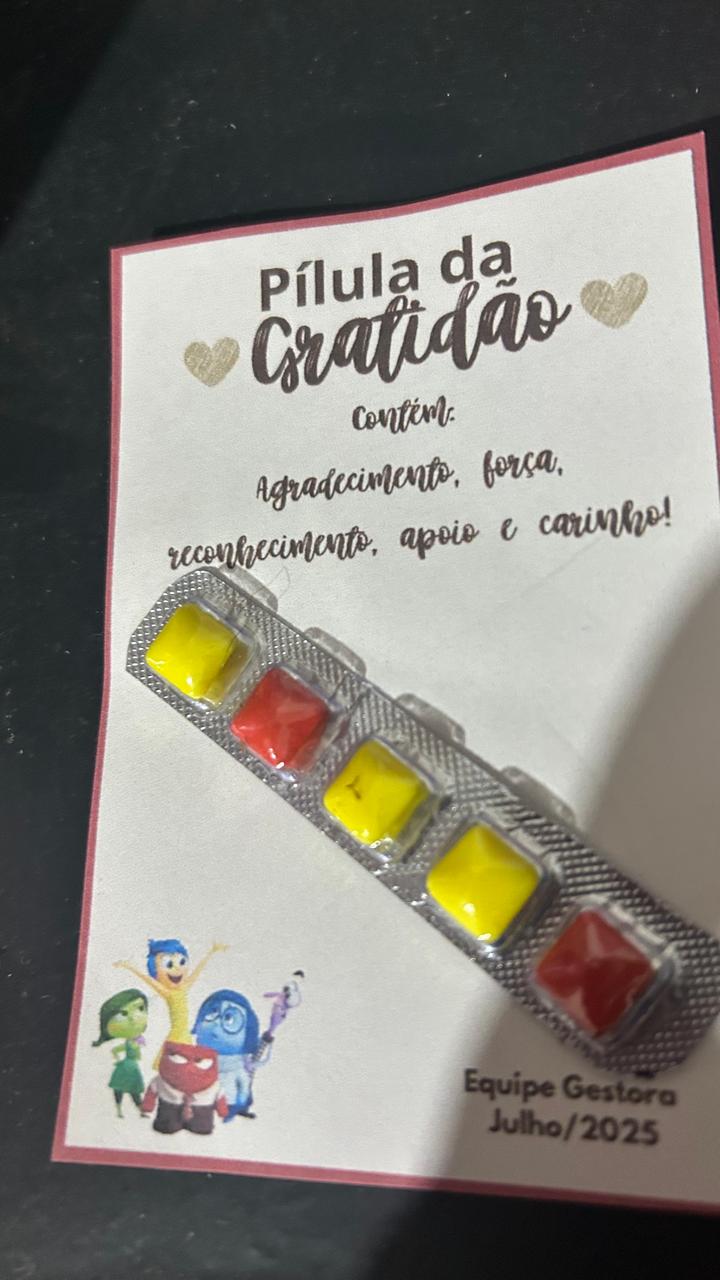 Pílula da
Gratidão
Contém:
Agradecimento, força,
reconhecimento, apoio e carinho!
Equipe Gestora
Julho/2025